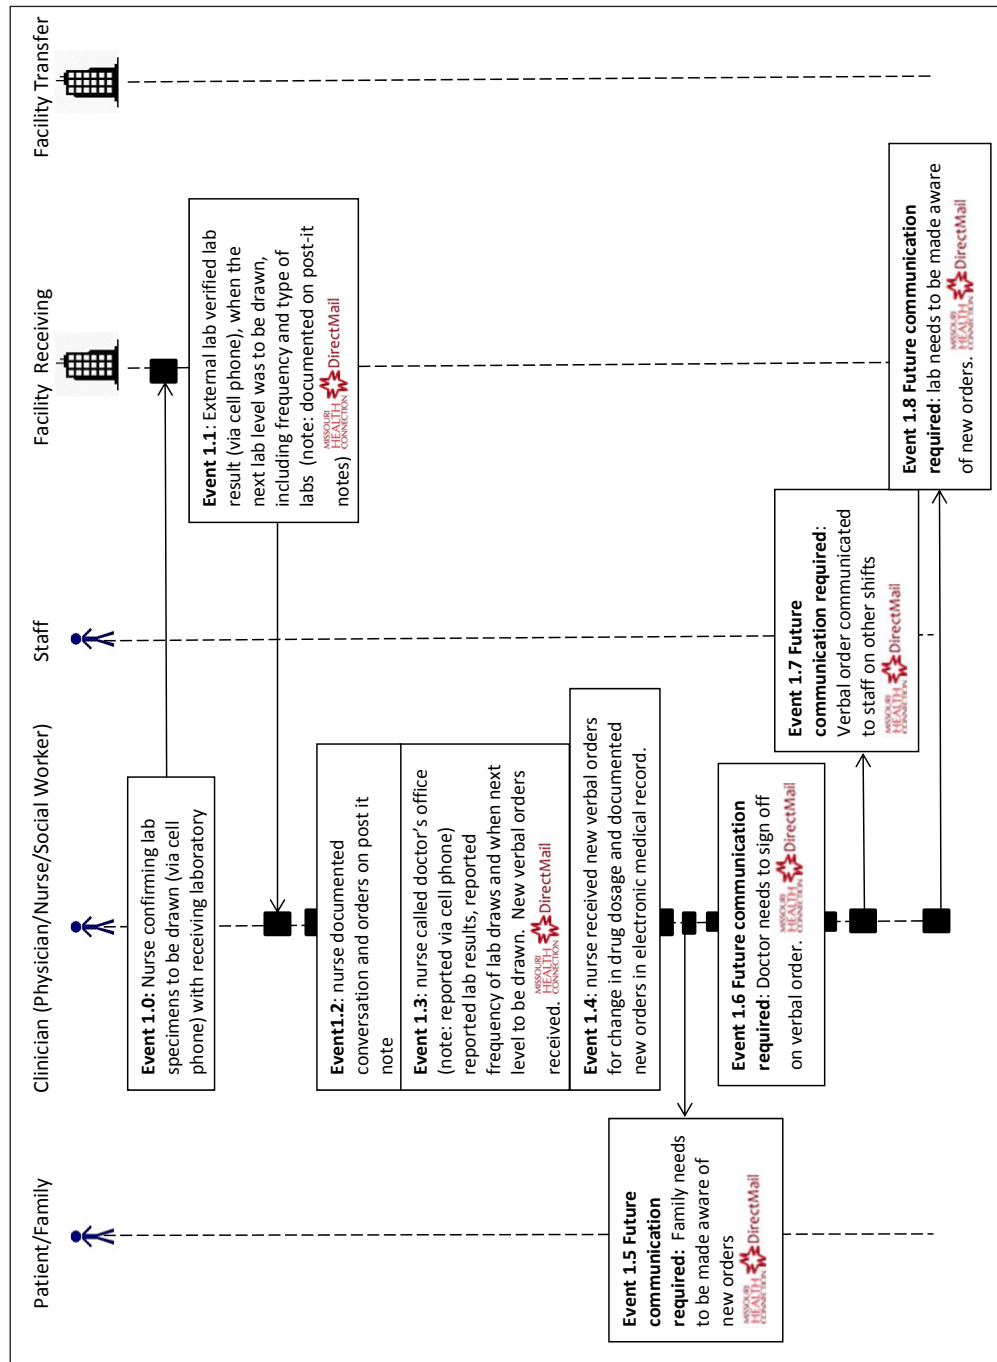 Patient/Family
Clinician (Physician/Nurse/Social Worker)
Staff
Facility Receiving
Facility Transfer
Event 1.0: Nurse confirming lab
specimens to be drawn (via cell
phone) with receiving laboratory
Event 1.1: External lab verified lab
result (via cell phone), when the
next lab level was to be drawn,
including frequency and type of
labs (note: documented on post-it
notes)
MISSOURI
HEALTH
CONNECTION
DirectMail
Event1.2: nurse documented
conversation and orders on post it
note
Event 1.3: nurse called doctor's office
(note: reported via cell phone)
reported lab results, reported
frequency of lab draws and when next
level to be drawn. New verbal orders
received.
MISSOURI
HEALTH
CONNECTION
DirectMail
Event 1.4: nurse received new verbal orders
for change in drug dosage and documented
new orders in electronic medical record.
Event 1.5 Future
communication
required: Family needs
to be made aware of
new orders
MISSOURI
HEALTH
CONNECTION
DirectMail
Event 1.6 Future communication
required: Doctor needs to sign off
on verbal order.
MISSOURI
HEALTH
CONNECTION
DirectMail
Event 1.7 Future
communication required:
Verbal order communicated
to staff on other shifts
MISSOURI
HEALTH
CONNECTION
DirectMail
Event 1.8 Future communication
required: lab needs to be made aware
of new orders.
MISSOURI
HEALTH
CONNECTION
DirectMail